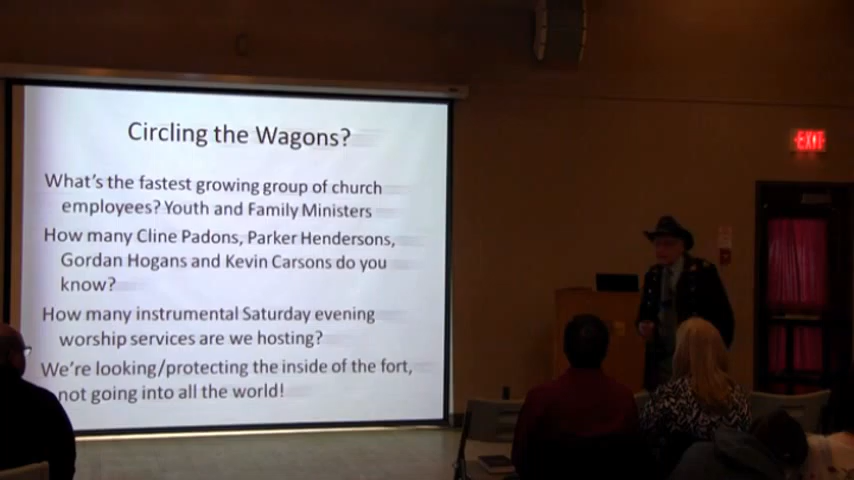 Circling the Wagons?
What's the fastest growing group of church
employees? Youth and Family Ministers
How many Cline Padons, Parker Hendersons,
Gordan Hogans and Kevin Carsons do you
know?
How many instrumental Saturday evening
worship services are we hosting?
We're looking/protecting the inside of the fort,
not going into all the world!
EXIT